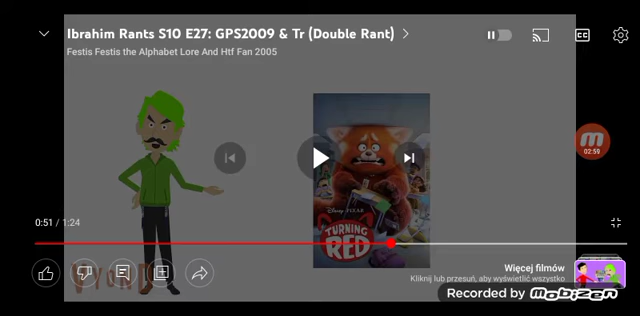 Ibrahim Rants S10 E27: GPS2009 & Tr (Double Rant)
Festis Festis the Alphabet Lore And Htf Fan 2005
CC
02:59
DISNEY PIXAR
TURNING
RED
0:51 / 1:24
VYOND
Więcej filmów
Kliknij lub przesuń, aby wyświetlić wszystko
Recorded by MOBIZEN